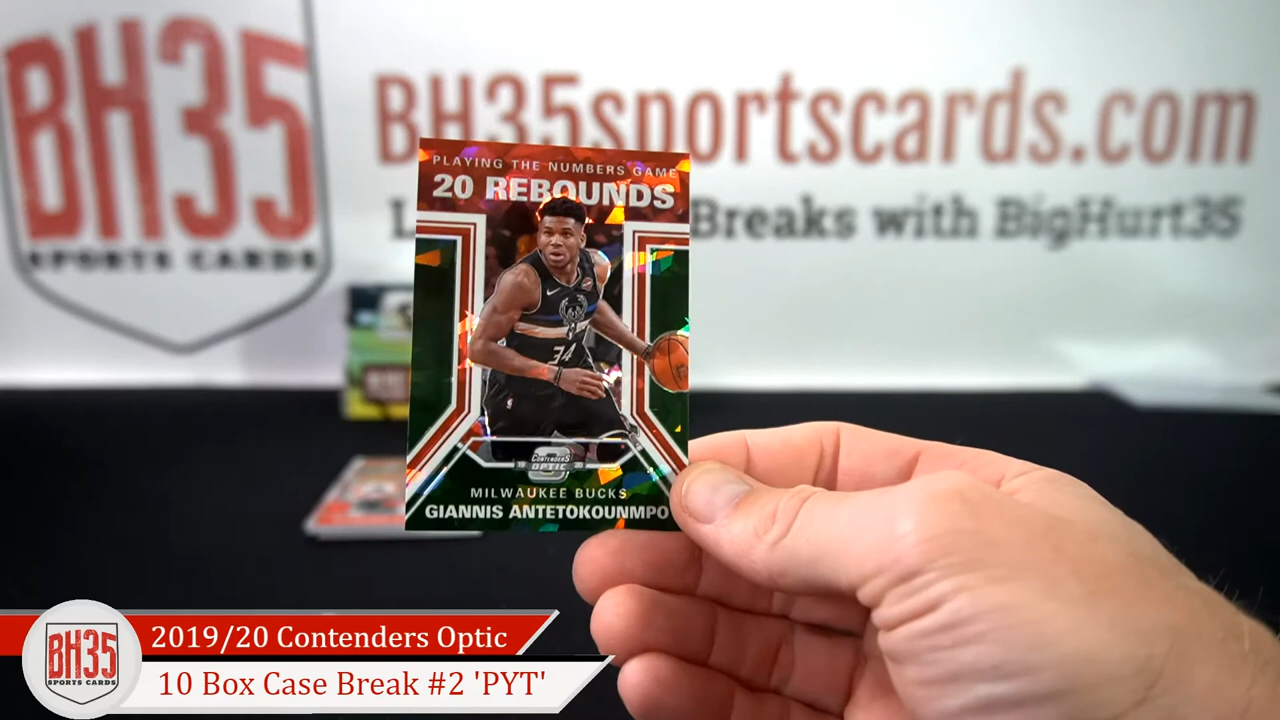 BH35
SPORTS CARDS
BH35sportscards.com
Breaks with BigHurt35
PLAYING THE NUMBERS GAME
20 REBOUNDS
34
CONTENDERS
OPTIC
MILWAUKEE BUCKS
GIANNIS ANTETOKOUNMPO
BH35
SPORTS CARDS
2019/20 Contenders Optic
10 Box Case Break #2 'PYT'